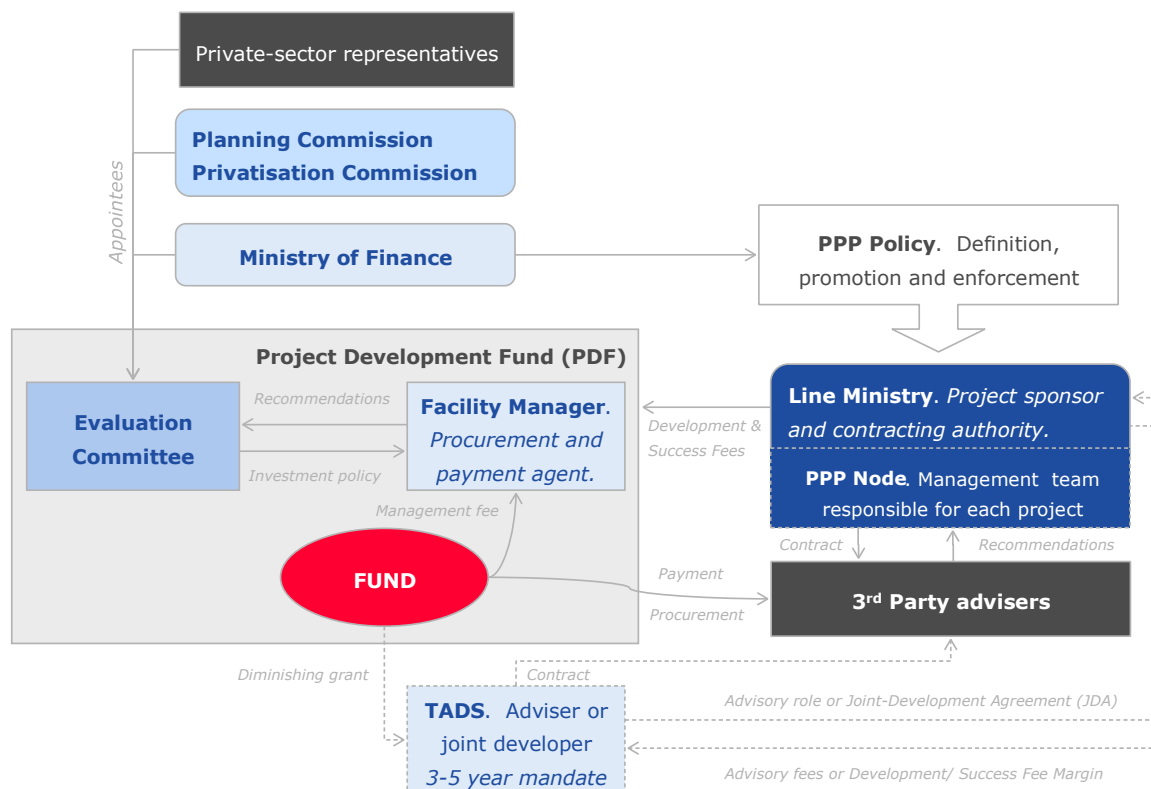 Private-sector representatives
Planning Commission
Privatisation Commission
Appointees
Ministry of Finance
PPP Policy. Definition,
promotion and enforcement
Project Development Fund (PDF)
Evaluation
Committee
Recommendations
Investment policy
Facility Manager.
Procurement and
payment agent.
Development &
Success Fees
Line Ministry. Project sponsor
and contracting authority.
PPP Node. Management team
responsible for each project
Management fee
Contract
Recommendations
FUND
Payment
Procurement
3rd Party advisers
Diminishing grant
Contract
TADS. Adviser or
joint developer
3-5 year mandate
Advisory role or Joint-Development Agreement (JDA)
Advisory fees or Development/ Success Fee Margin